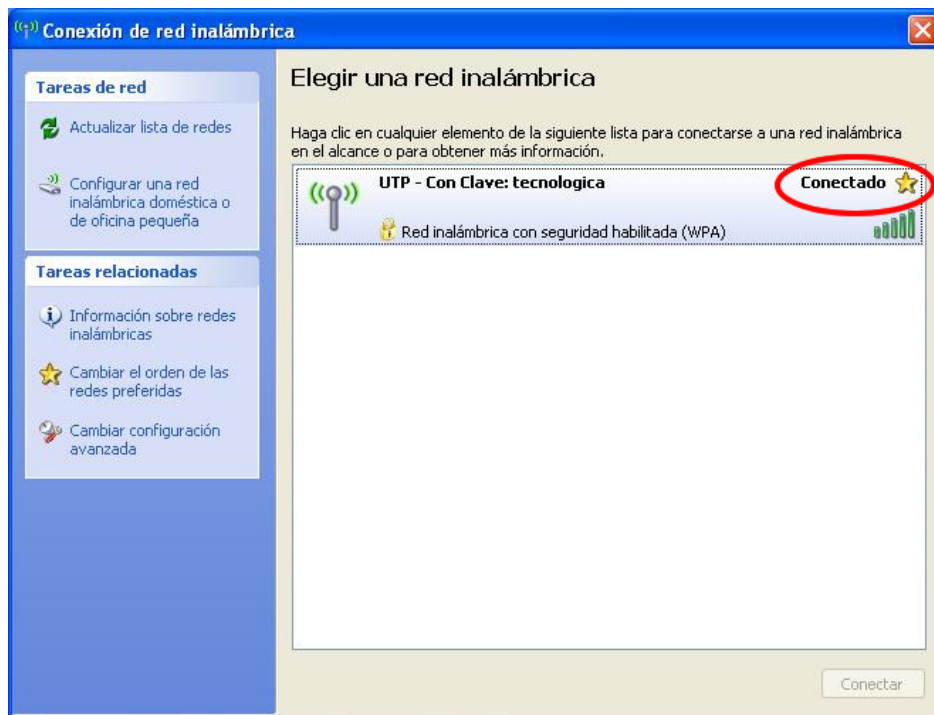 Conexión de red inalámbrica
Tareas de red
Actualizar lista de redes
Configurar una red
inalámbrica doméstica o
de oficina pequeña
Tareas relacionadas
Información sobre redes
inalámbricas
Cambiar el orden de las
redes preferidas
Cambiar configuración
avanzada
Elegir una red inalámbrica
Haga clic en cualquier elemento de la siguiente lista para conectarse a una red inalámbrica
en el alcance o para obtener más información.
UTP - Con Clave: tecnologica Conectado
Red inalámbrica con seguridad habilitada (WPA)
Conectar